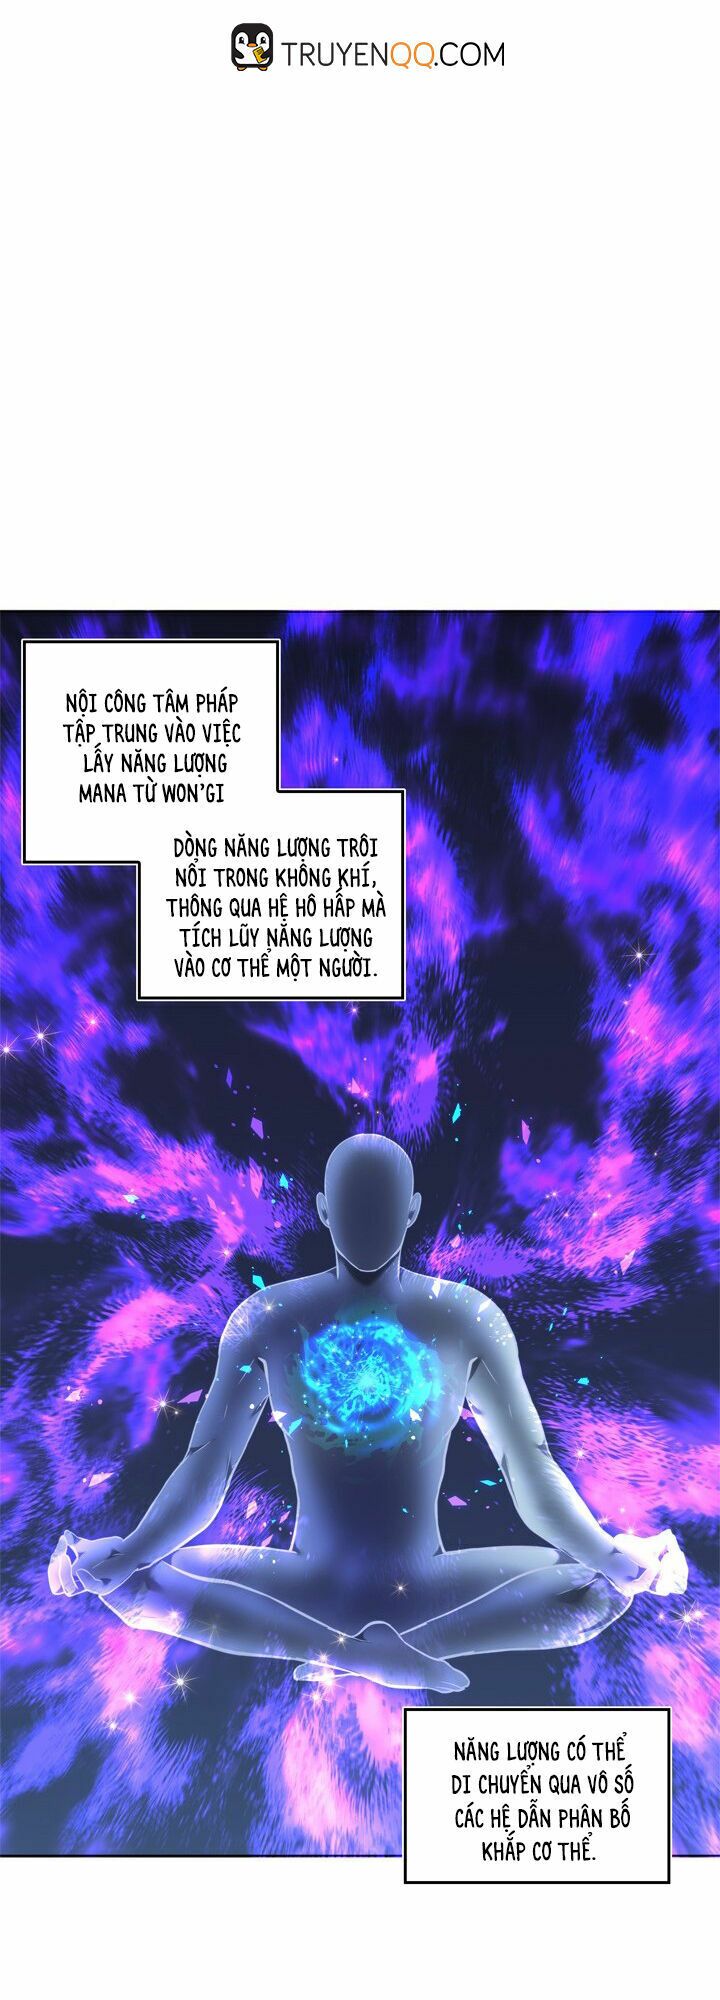 TRUYENQQ.COM
NỘI CÔNG TÂM PHÁP
TẬP TRUNG VÀO VIỆC
LẤY NĂNG LƯỢNG
MANA TỪ WON'GI
DÒNG NĂNG LƯỢNG TRÔI
NỔI TRONG KHÔNG KHÍ,
THÔNG QUA HỆ HÔ HẤP MÀ
TÍCH LŨY NĂNG LƯỢNG
VÀO CƠ THỂ MỘT NGƯỜI.
NĂNG LƯỢNG CÓ THỂ
DI CHUYỂN QUA VÔ SỐ
CÁC HỆ DẪN PHÂN BỐ
KHẮP CƠ THỂ.